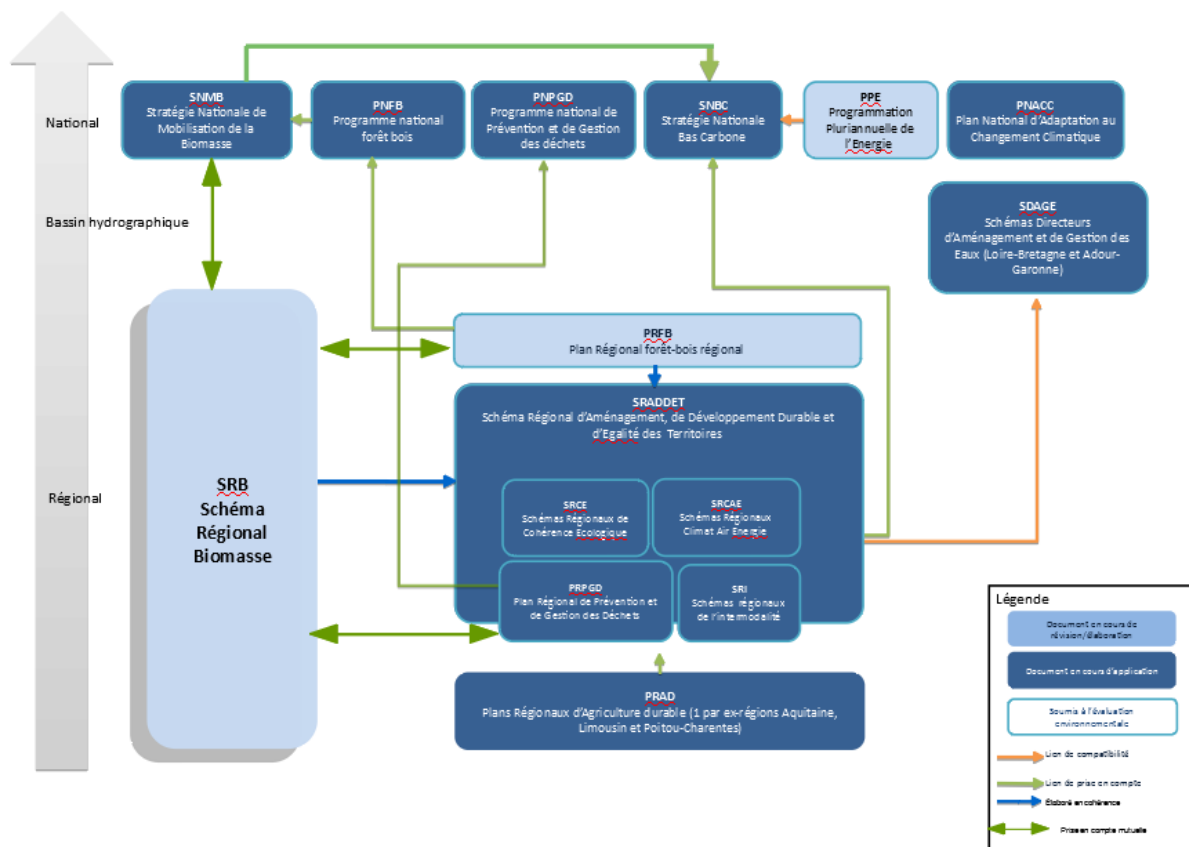 National
SNMB
Stratégie Nationale de
Mobilisation de la
Biomasse
PNFB
Programme national
forêt bois
PNPGD
Programme national de
Prévention et de Gestion
des déchets
SNBC
Stratégie Nationale
Bas Carbone
PPE
Programmation
Pluriannuelle de
l'Energie
PNACC
Plan National d'Adaptation au
Changement Climatique
Bassin hydrographique
SDAGE
Schémas Directeurs
d'Aménagement et de Gestion des
Eaux (Loire-Bretagne et Adour-
Garonne)
PRFB
Plan Régional forêt-bois régional
Régional
SRB
Schéma
Régional
Biomasse
SRADDET
Schéma Régional d'Aménagement, de Développement Durable et
d'Egalité des Territoires
SRCE
Schémas Régionaux de
Cohérence Ecologique
SRCAE
Schémas Régionaux
Climat Air Energie
PRPGD
Plan Régional de Prévention et
de Gestion des Déchets
SRI
Schémas régionaux
de l'intermodalité
PRAD
Plans Régionaux d'Agriculture durable (1 par ex-régions Aquitaine,
Limousin et Poitou-Charentes)
Légende
Document en cours de
révision/élaboration
Document en cours d'application
Soumis à l'évaluation
environnementale
Lien de compatibilité
Lien de prise en compte
Élaboré en cohérence
Prise en compte mutuelle